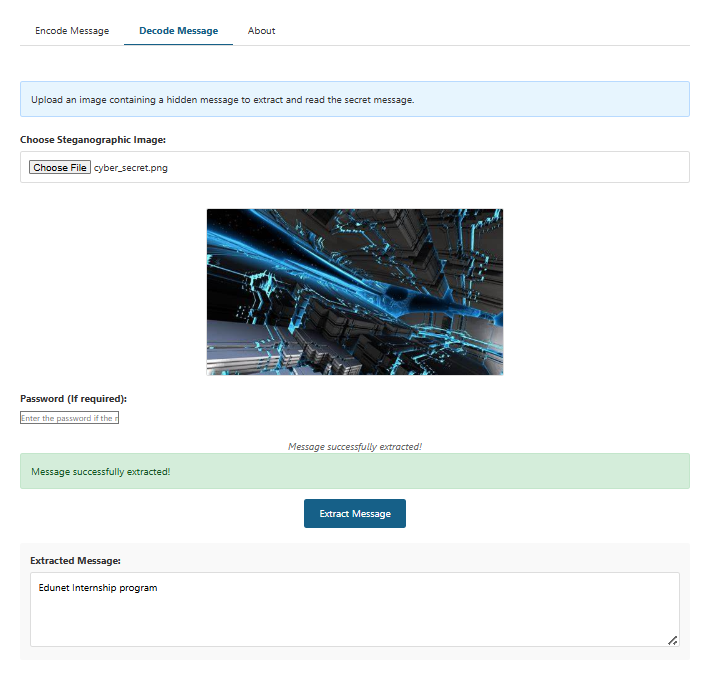 Encode Message Decode Message About
Upload an image containing a hidden message to extract and read the secret message.
Choose Steganographic Image:
Choose File cyber_secret.png
Password (If required):
Enter the password if the r
Message successfully extracted!
Message successfully extracted!
Extract Message
Extracted Message:
Edunet Internship program